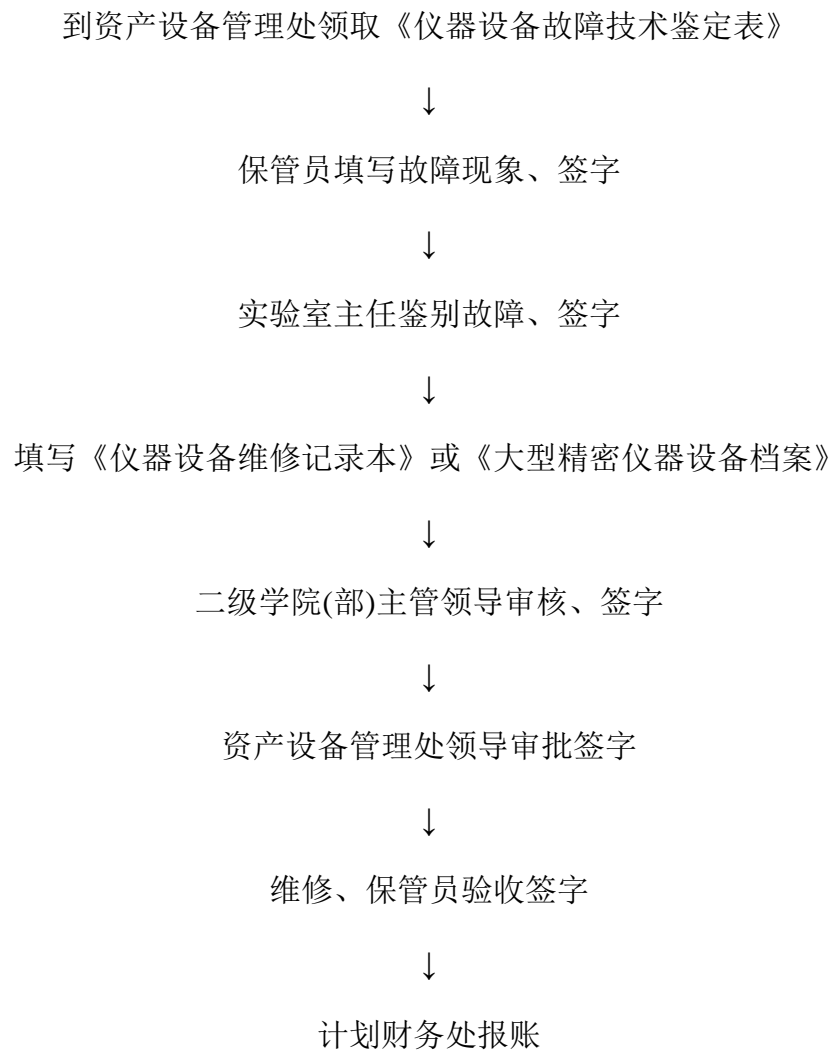 到资产设备管理处领取《仪器设备故障技术鉴定表》
↓
保管员填写故障现象、签字
↓
实验室主任鉴别故障、签字
↓
填写《仪器设备维修记录本》或《大型精密仪器设备档案》
↓
二级学院(部)主管领导审核、签字
↓
资产设备管理处领导审批签字
↓
维修、保管员验收签字
↓
计划财务处报账